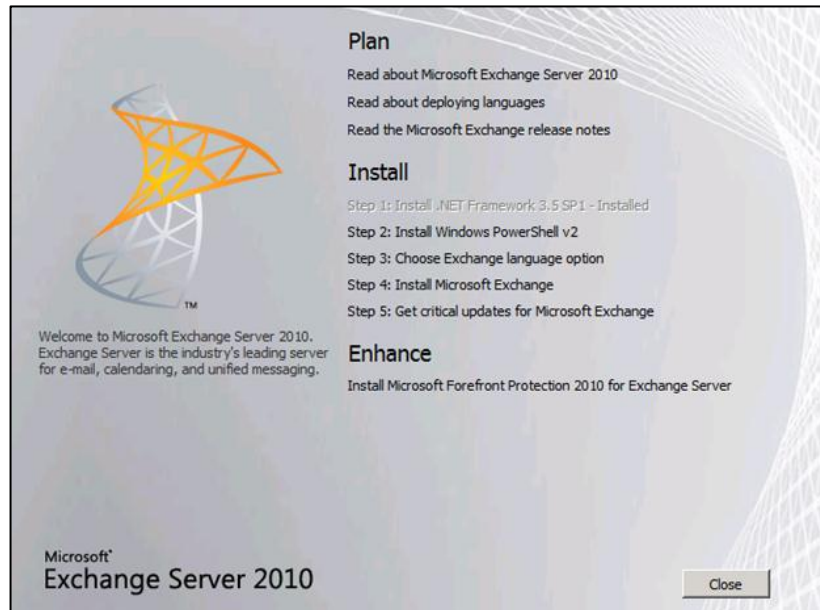 Plan
Read about Microsoft Exchange Server 2010
Read about deploying languages
Read the Microsoft Exchange release notes
Install
Step 1: Install .NET Framework 3.5 SP1 - Installed
Step 2: Install Windows PowerShell v2
Step 3: Choose Exchange language option
Step 4: Install Microsoft Exchange
Step 5: Get critical updates for Microsoft Exchange
Enhance
Install Microsoft Forefront Protection 2010 for Exchange Server
TM
Welcome to Microsoft Exchange Server 2010.
Exchange Server is the industry's leading server
for e-mail, calendaring, and unified messaging.
Microsoft®
Exchange Server 2010
Close